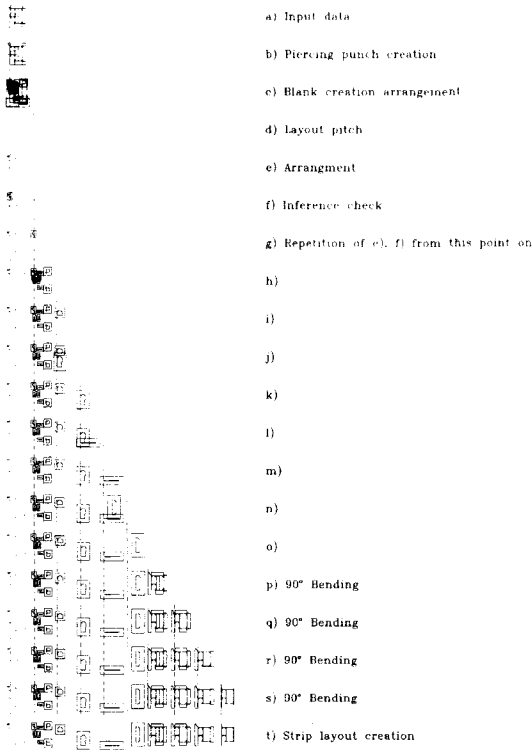 a) Input data
b) Piercing punch creation
c) Blank creation arrangement
d) Layout pitch
e) Arrangment
f) Inference check
g) Repetition of e), f) from this point on
h)
i)
j)
k)
l)
m)
n)
o)
p) 90° Bending
q) 90° Bending
r) 90° Bending
s) 90° Bending
t) Strip layout creation